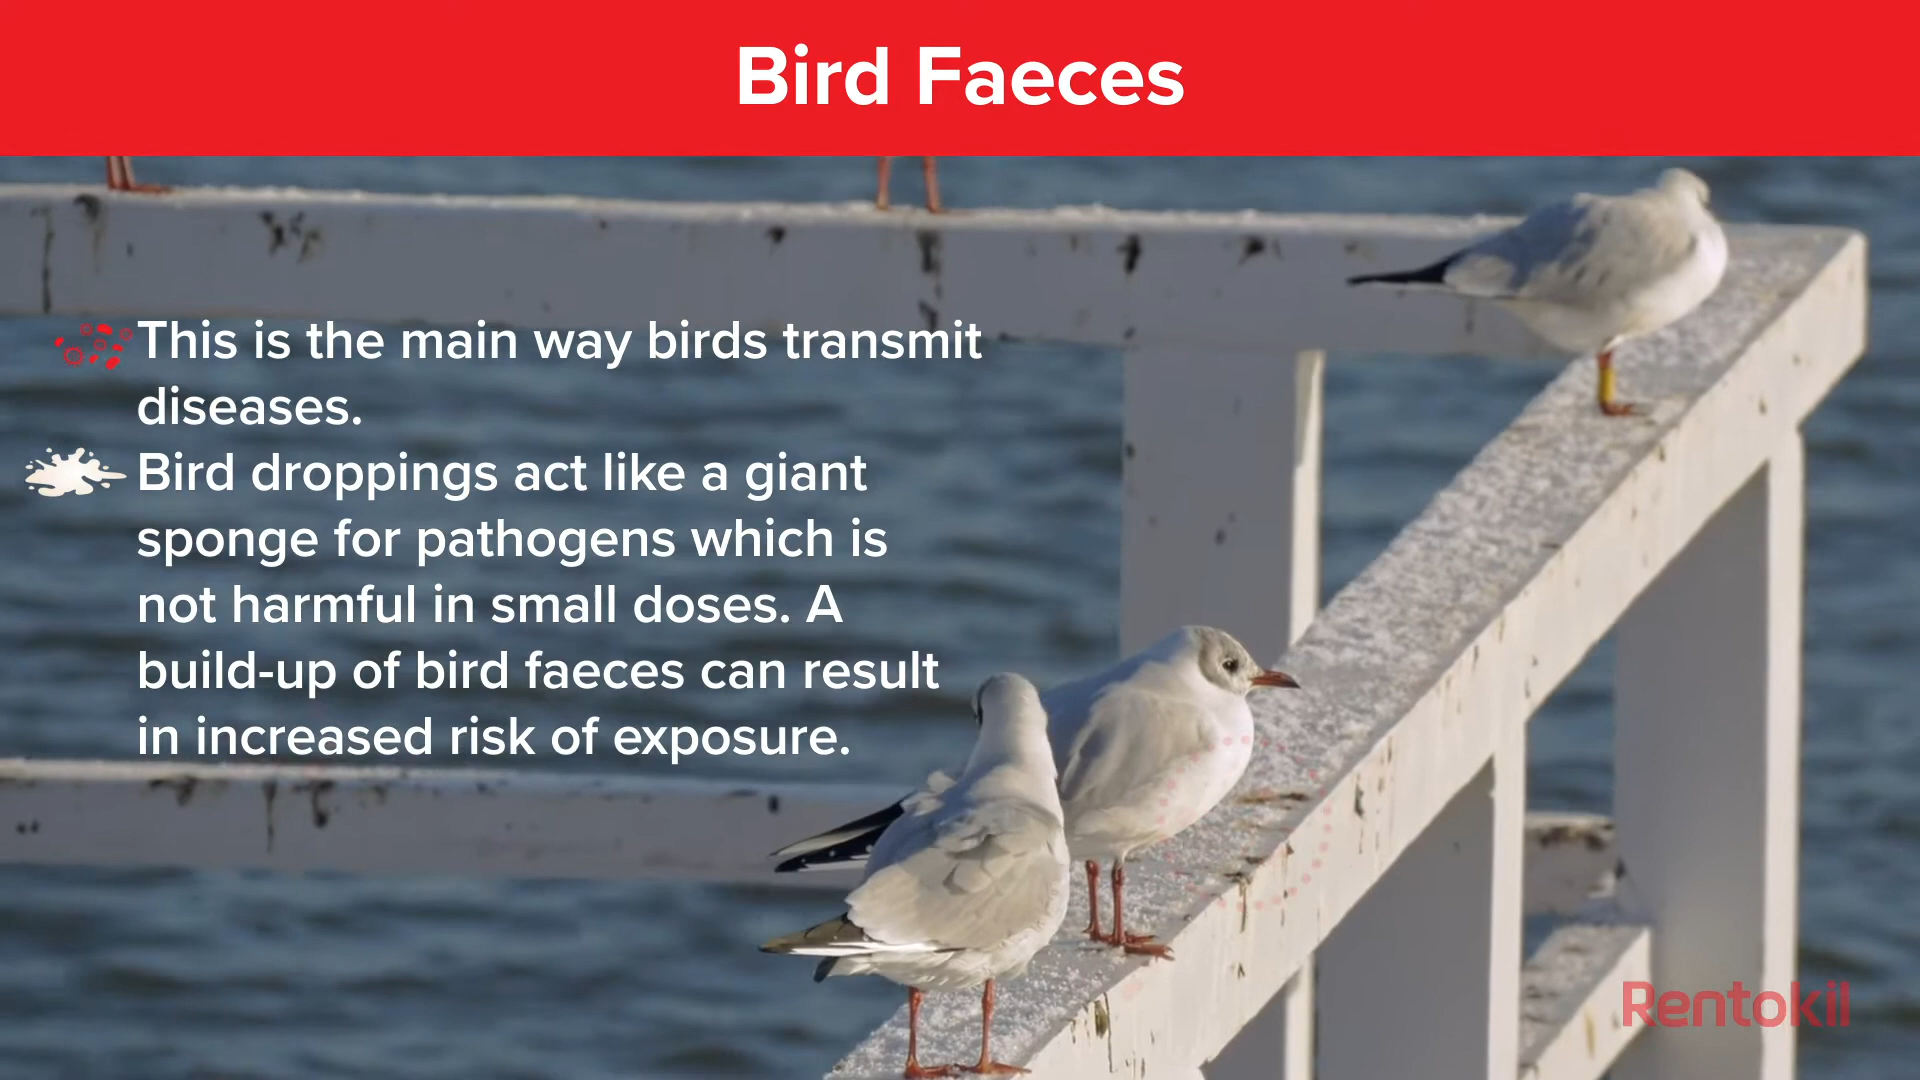 Bird Faeces
This is the main way birds transmit
diseases.
Bird droppings act like a giant
sponge for pathogens which is
not harmful in small doses. A
build-up of bird faeces can result
in increased risk of exposure.
Rentokil